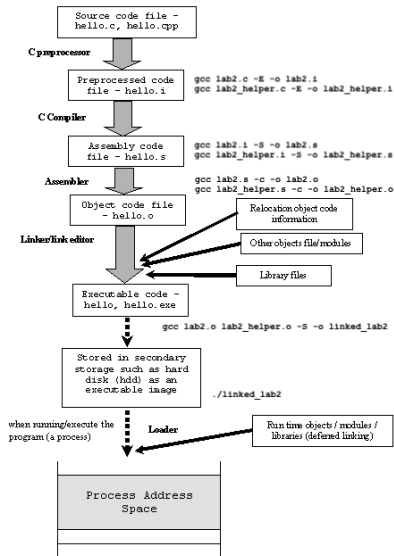 Source code file –
hello.c, hello.cpp
C preprocessor
Preprocessed code
file – hello.i
gcc lab2.c -E -o lab2.i
gcc lab2_helper.c -E -o lab2_helper.i
C Compiler
Assembly code
file – hello.s
gcc lab2.i -S -o lab2.s
gcc lab2_helper.i -S -o lab2_helper.s
Assembler
gcc lab2.s -c -o lab2.o
gcc lab2_helper.s -c -o lab2_helper.o
Object code file
– hello.o
Relocation object code
information
Linker/link editor
Other objects file/modules
Library files
Executable code –
hello, hello.exe
gcc lab2.o lab2_helper.o -S -o linked_lab2
Stored in secondary
storage such as hard
disk (hdd) as an
executable image
./linked_lab2
when running/execute the
program (a process)
Loader
Run time objects / modules /
libraries (deferred linking)
Process Address
Space